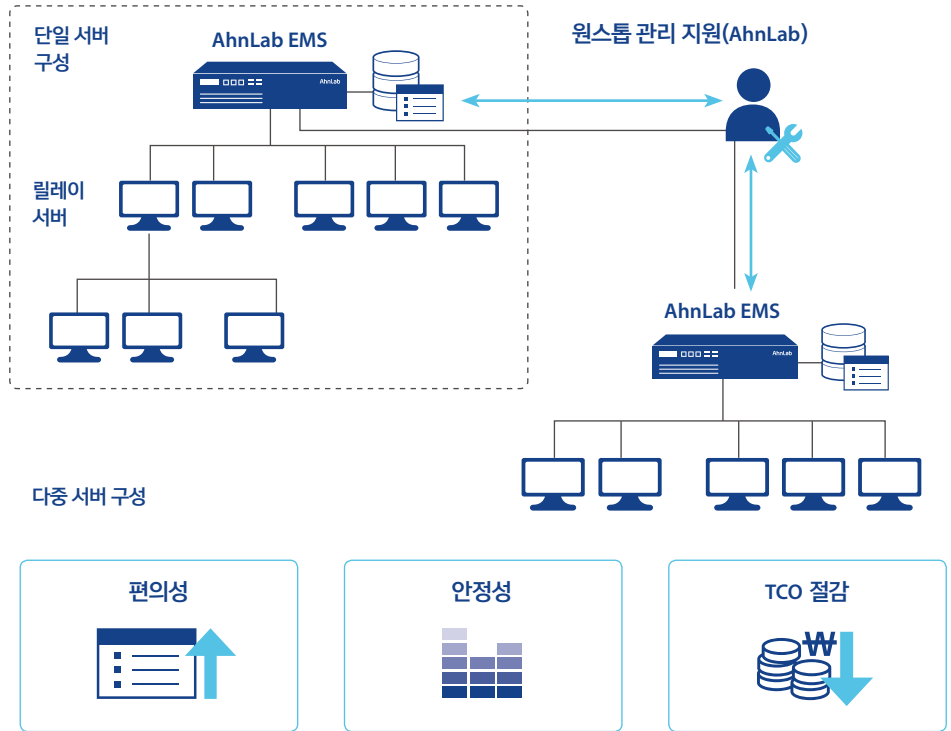 단일 서버
구성
AhnLab EMS
원스톱 관리 지원(AhnLab)
AhnLab
릴레이
서버
AhnLab EMS
AhnLab
다중 서버 구성
편의성
안정성
TCO 절감
₩